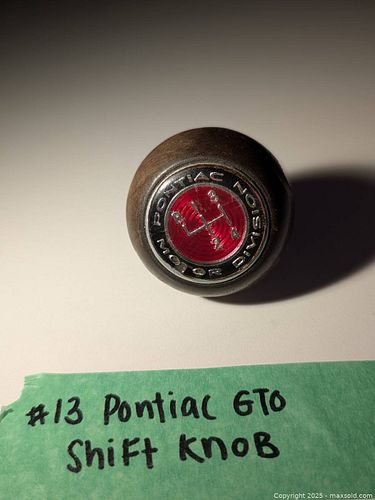 PONTIAC MOTOR DIVISION
#13 Pontiac GTO
Shift Knob
Copyright 2025 - maxsold.com